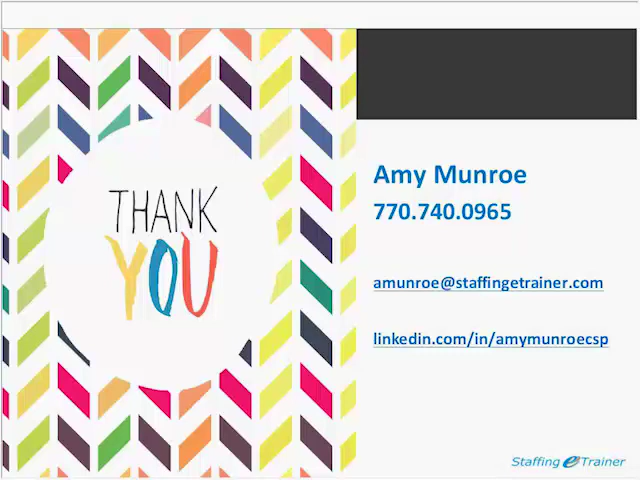 THANK
YOU
Amy Munroe
770.740.0965
amunroe@staffingetrainer.com
linkedin.com/in/amymunroecsp
Staffing eTrainer